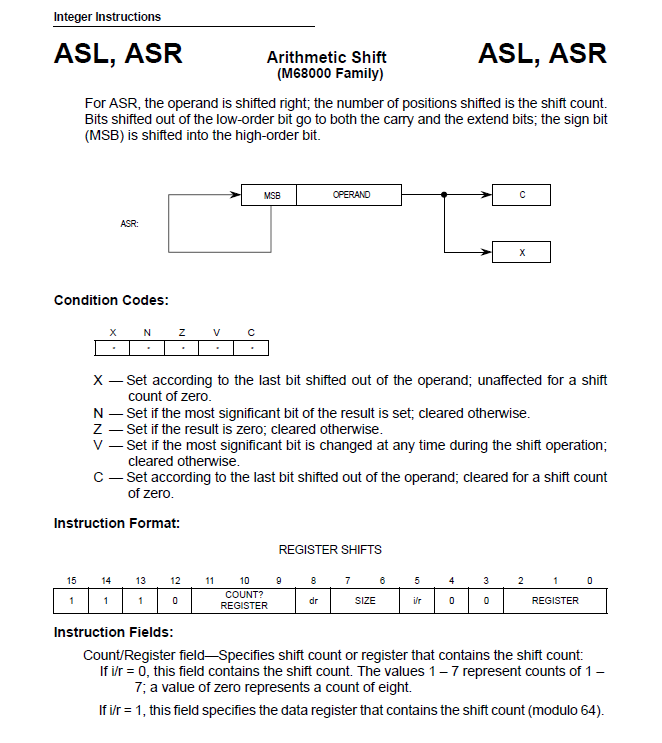 Integer Instructions
ASL, ASR Arithmetic Shift ASL, ASR
(M68000 Family)
For ASR, the operand is shifted right; the number of positions shifted is the shift count.
Bits shifted out of the low-order bit go to both the carry and the extend bits; the sign bit
(MSB) is shifted into the high-order bit.
MSB OPERAND C
ASR:
X
Condition Codes:
X N Z V C
* * * * *
X — Set according to the last bit shifted out of the operand; unaffected for a shift
count of zero.
N — Set if the most significant bit of the result is set; cleared otherwise.
Z — Set if the result is zero; cleared otherwise.
V — Set if the most significant bit is changed at any time during the shift operation;
cleared otherwise.
C — Set according to the last bit shifted out of the operand; cleared for a shift count
of zero.
Instruction Format:
REGISTER SHIFTS
15 14 13 12 11 10 9 8 7 6 5 4 3 2 1 0
1 1 1 0 COUNT? REGISTER dr SIZE i/r 0 0 REGISTER
Instruction Fields:
Count/Register field—Specifies shift count or register that contains the shift count:
If i/r = 0, this field contains the shift count. The values 1 – 7 represent counts of 1 –
7; a value of zero represents a count of eight.
If i/r = 1, this field specifies the data register that contains the shift count (modulo 64).